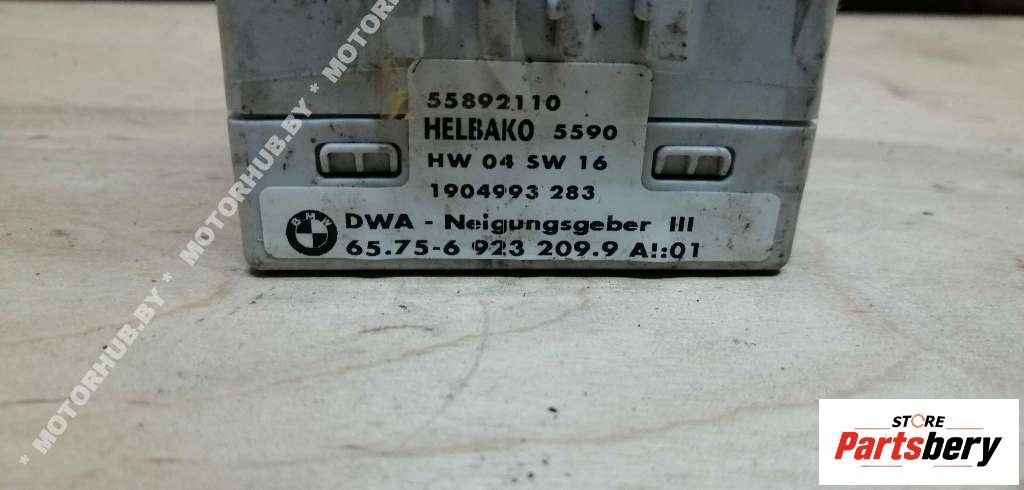 55892110
HELBAKO 5590
HW 04 SW 16
1904993 283
BMW
DWA - Neigungsgeber III
65.75-6 923 209.9 A!::01
* MOTORHUB.BY * MOTORHUB.BY * MOTORHUB.BY
STORE
Partsbery